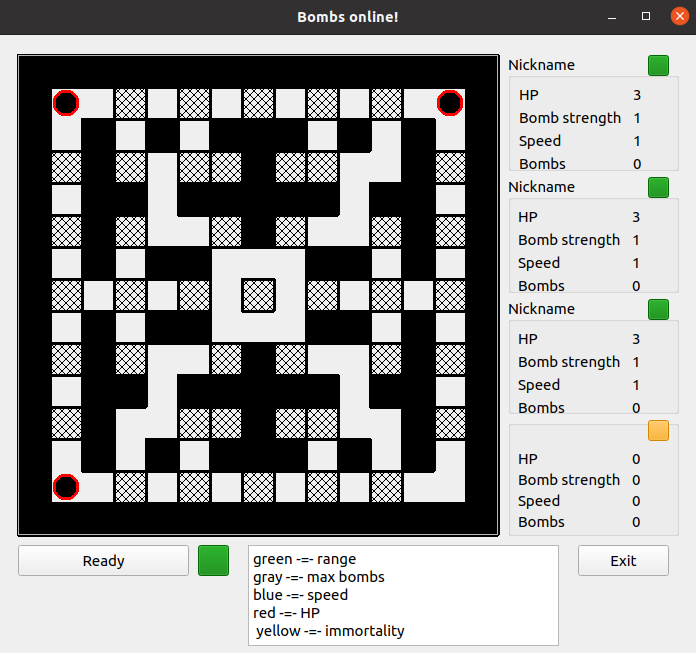 Bombs online!
Nickname
HP 3
Bomb strength 1
Speed 1
Bombs 0
Nickname
HP 3
Bomb strength 1
Speed 1
Bombs 0
Nickname
HP 3
Bomb strength 1
Speed 1
Bombs 0
HP 0
Bomb strength 0
Speed 0
Bombs 0
Ready
green -=- range
gray -=- max bombs
blue -=- speed
red -=- HP
yellow -=- immortality
Exit